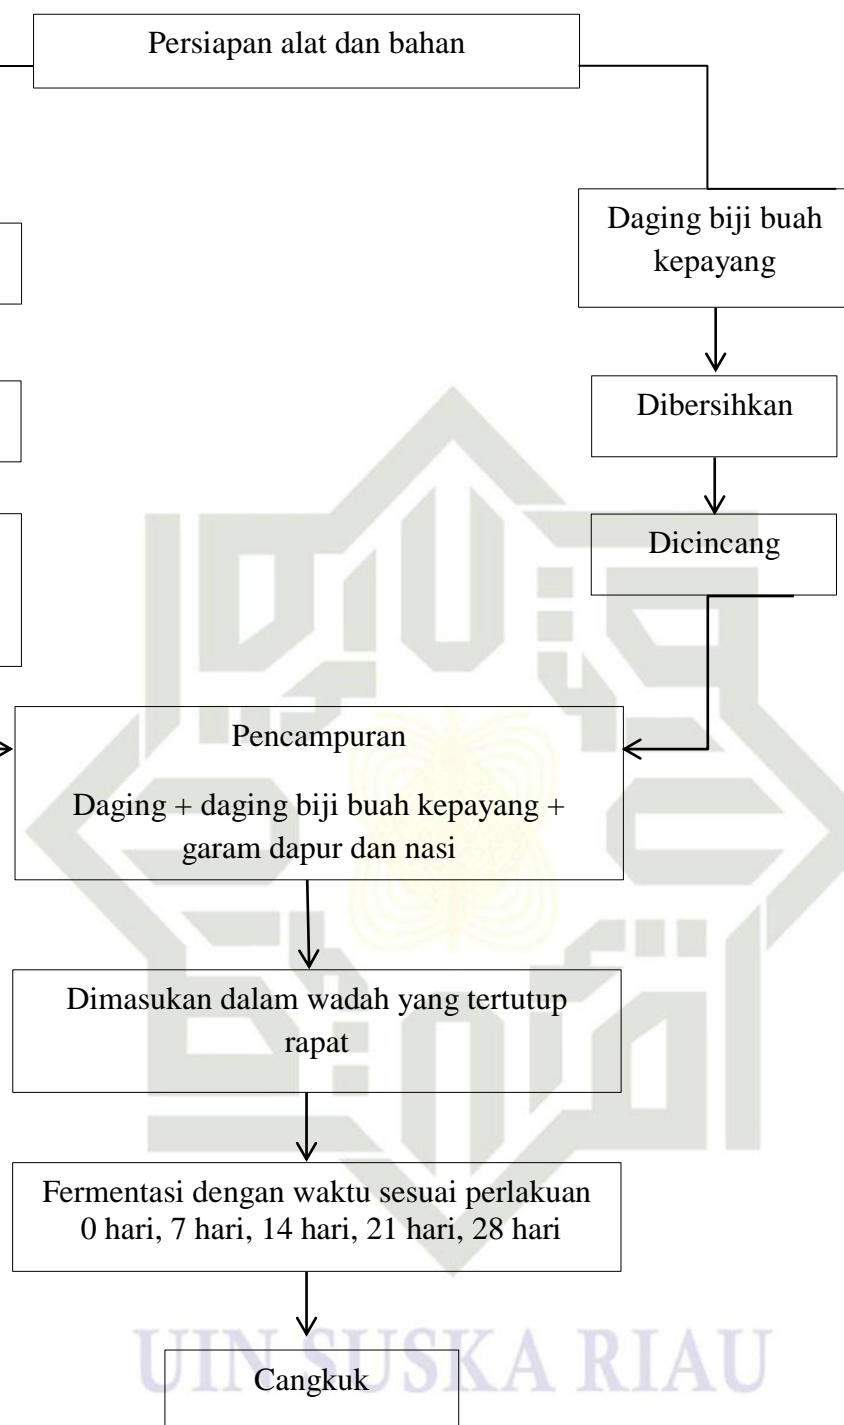 Persiapan alat dan bahan
Daging biji buah
kepayang
Dibersihkan
Dicincang
Pencampuran
Daging + daging biji buah kepayang +
garam dapur dan nasi
Dimasukan dalam wadah yang tertutup
rapat
Fermentasi dengan waktu sesuai perlakuan
0 hari, 7 hari, 14 hari, 21 hari, 28 hari
UIN SUSKA RIAU
Cangkuk